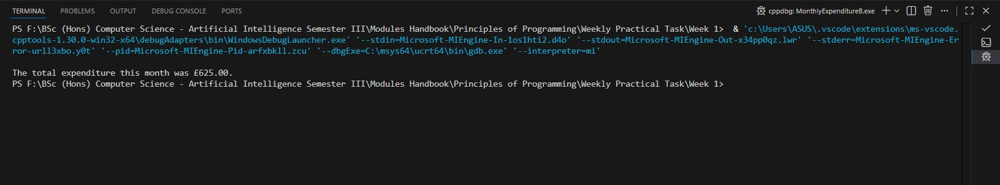 TERMINAL PROBLEMS OUTPUT DEBUG CONSOLE PORTS cppdbg: MonthlyExpenditureB.exe
PS F:\BSc (Hons) Computer Science - Artificial Intelligence Semester III\Modules Handbook\Principles of Programming\Weekly Practical Task\Week 1>  & 'c:\Users\ASUS\.vscode\extensions\ms-vscode.
cpptools-1.30.0-win32-x64\debugAdapters\bin\WindowsDebugLauncher.exe' '--stdin=Microsoft-MIEngine-In-1os1hti2.d4o' '--stdout=Microsoft-MIEngine-Out-x34pp0qz.lwr' '--stderr=Microsoft-MIEngine-Er
ror-urll3xbo.y0t' '--pid=Microsoft-MIEngine-Pid-arfxbkll.zcu' '--dbgExe=C:\msys64\ucrt64\bin\gdb.exe' '--interpreter=mi'
The total expenditure this month was £625.00.
PS F:\BSc (Hons) Computer Science - Artificial Intelligence Semester III\Modules Handbook\Principles of Programming\Weekly Practical Task\Week 1>